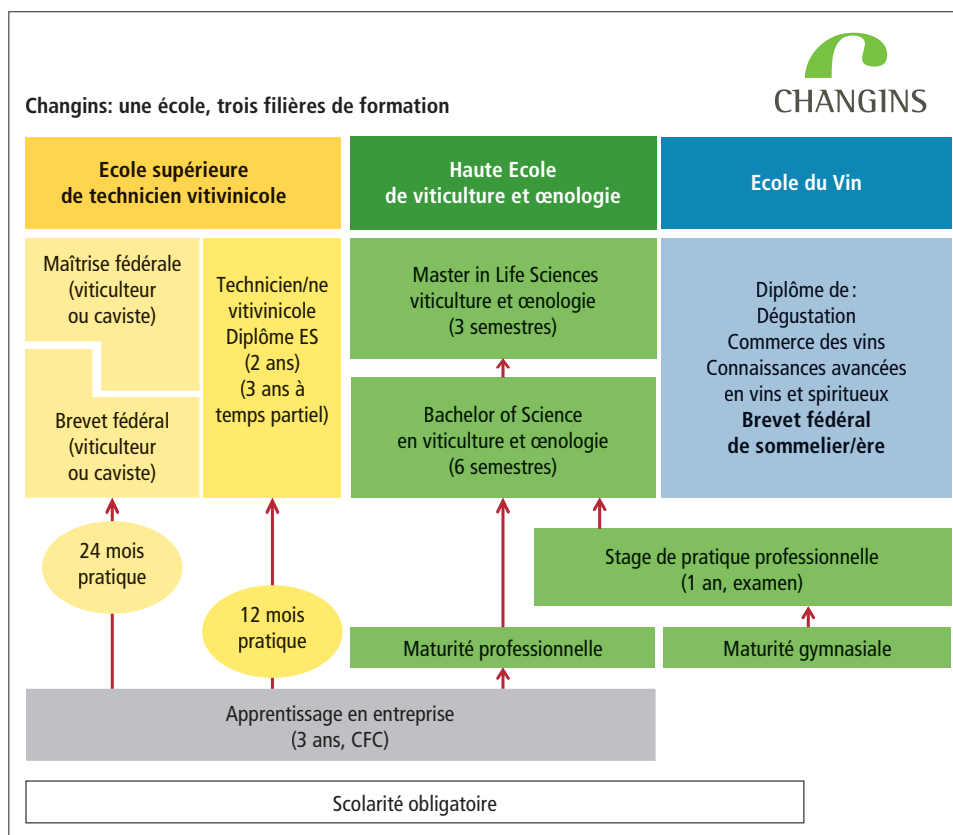 CHANGINS
Changins: une école, trois filières de formation
Ecole supérieure
de technicien vitivinicole
Haute Ecole
de viticulture et œnologie
Ecole du Vin
Maîtrise fédérale
(viticulteur
ou caviste)
Brevet fédéral
(viticulteur
ou caviste)
Technicien/ne
vitivinicole
Diplôme ES
(2 ans)
(3 ans à
temps partiel)
Master in Life Sciences
viticulture et œnologie
(3 semestres)
Bachelor of Science
en viticulture et œnologie
(6 semestres)
Diplôme de :
Dégustation
Commerce des vins
Connaissances avancées
en vins et spiritueux
Brevet fédéral
de sommelier/ère
24 mois
pratique
12 mois
pratique
Stage de pratique professionnelle
(1 an, examen)
Maturité professionnelle
Maturité gymnasiale
Apprentissage en entreprise
(3 ans, CFC)
Scolarité obligatoire